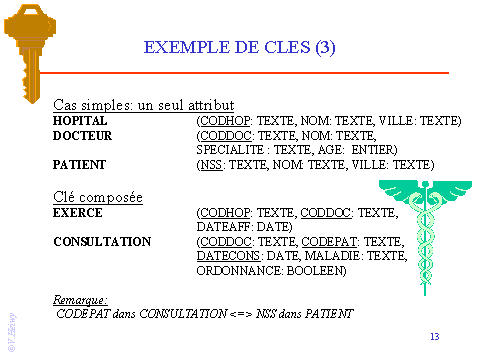 EXEMPLE DE CLES (3)
Cas simples: un seul attribut
HOPITAL (CODHOP: TEXTE, NOM: TEXTE, VILLE: TEXTE)
DOCTEUR (CODDOC: TEXTE, NOM: TEXTE,
SPECIALITE : TEXTE, AGE: ENTIER)
PATIENT (NSS: TEXTE, NOM: TEXTE, VILLE: TEXTE)
Clé composée
EXERCE (CODHOP: TEXTE, CODDOC: TEXTE,
DATEAFF: DATE)
CONSULTATION (CODDOC: TEXTE, CODEPAT: TEXTE,
DATECONS: DATE, MALADIE: TEXTE,
ORDONNANCE: BOOLEEN)
Remarque:
CODEPAT dans CONSULTATION <=> NSS dans PATIENT
13